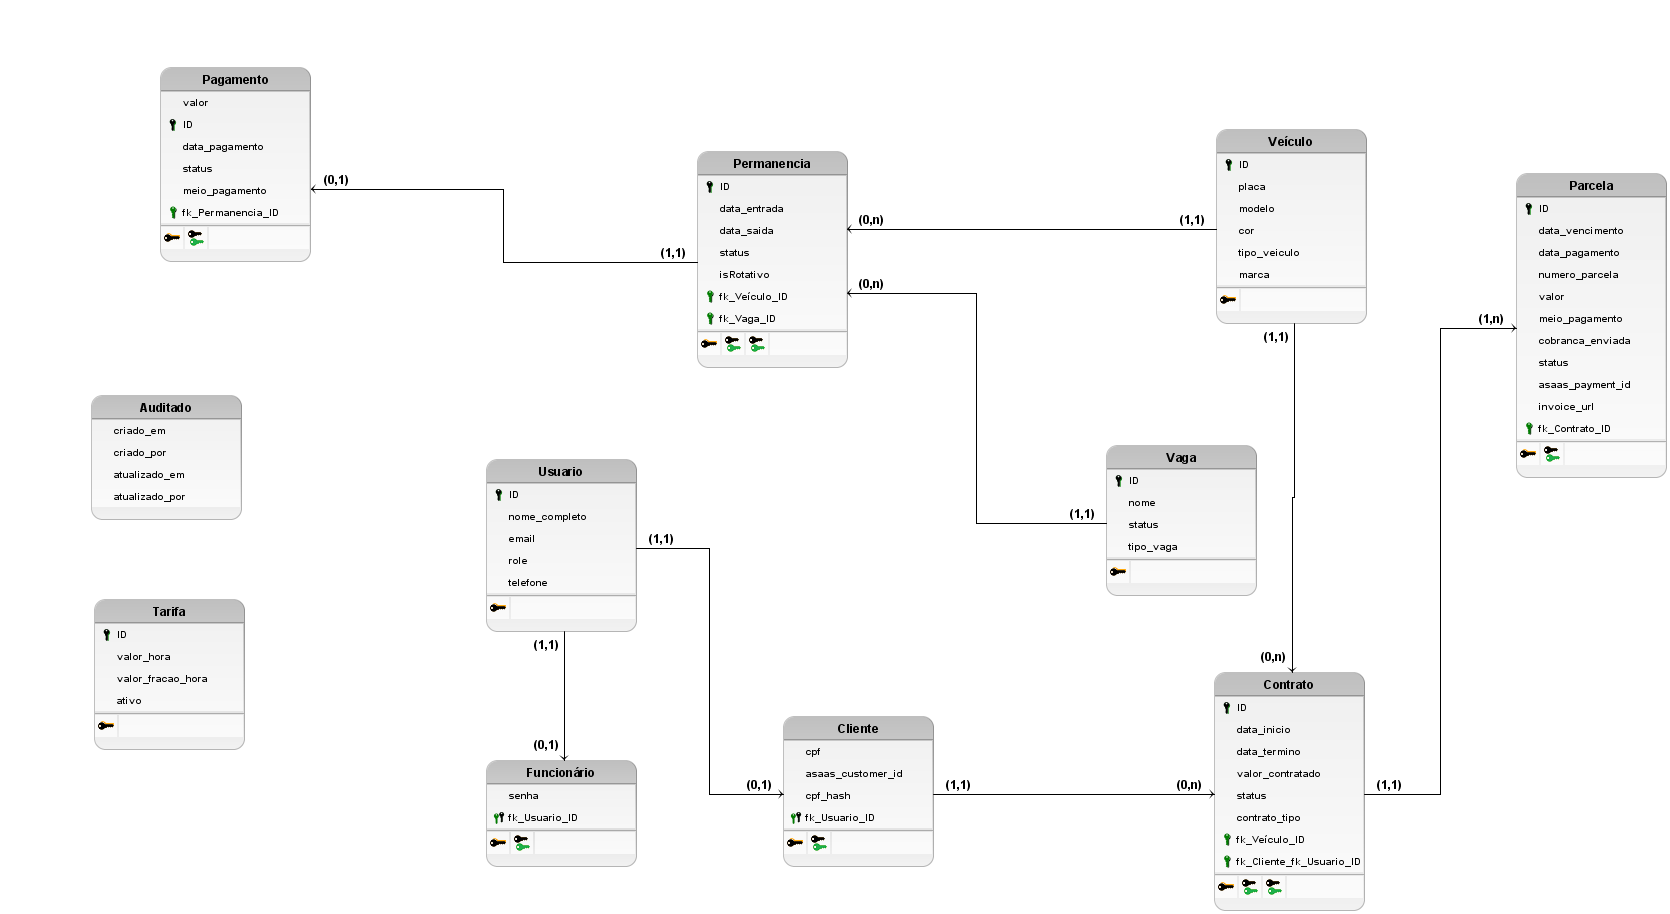 Pagamento
valor
ID
data_pagamento
status
meio_pagamento
fk_Permanencia_ID
(0,1)
(1,1)
Permanencia
ID
data_entrada
data_saida
status
isRotativo
fk_Veículo_ID
fk_Vaga_ID
(0,n)
(1,1)
(0,n)
Veículo
ID
placa
modelo
cor
tipo_veiculo
marca
(1,1)
Parcela
ID
data_vencimento
data_pagamento
numero_parcela
valor
meio_pagamento
cobranca_enviada
status
asaas_payment_id
invoice_url
fk_Contrato_ID
(1,n)
Auditado
criado_em
criado_por
atualizado_em
atualizado_por
Usuario
ID
nome_completo
email
role
telefone
(1,1)
(1,1)
Vaga
ID
nome
status
tipo_vaga
(1,1)
Tarifa
ID
valor_hora
valor_fracao_hora
ativo
(0,1)
Funcionário
senha
fk_Usuario_ID
(0,1)
Cliente
cpf
asaas_customer_id
cpf_hash
fk_Usuario_ID
(1,1)
(0,n)
(0,n)
Contrato
ID
data_inicio
data_termino
valor_contratado
status
contrato_tipo
fk_Veículo_ID
fk_Cliente_fk_Usuario_ID
(1,1)